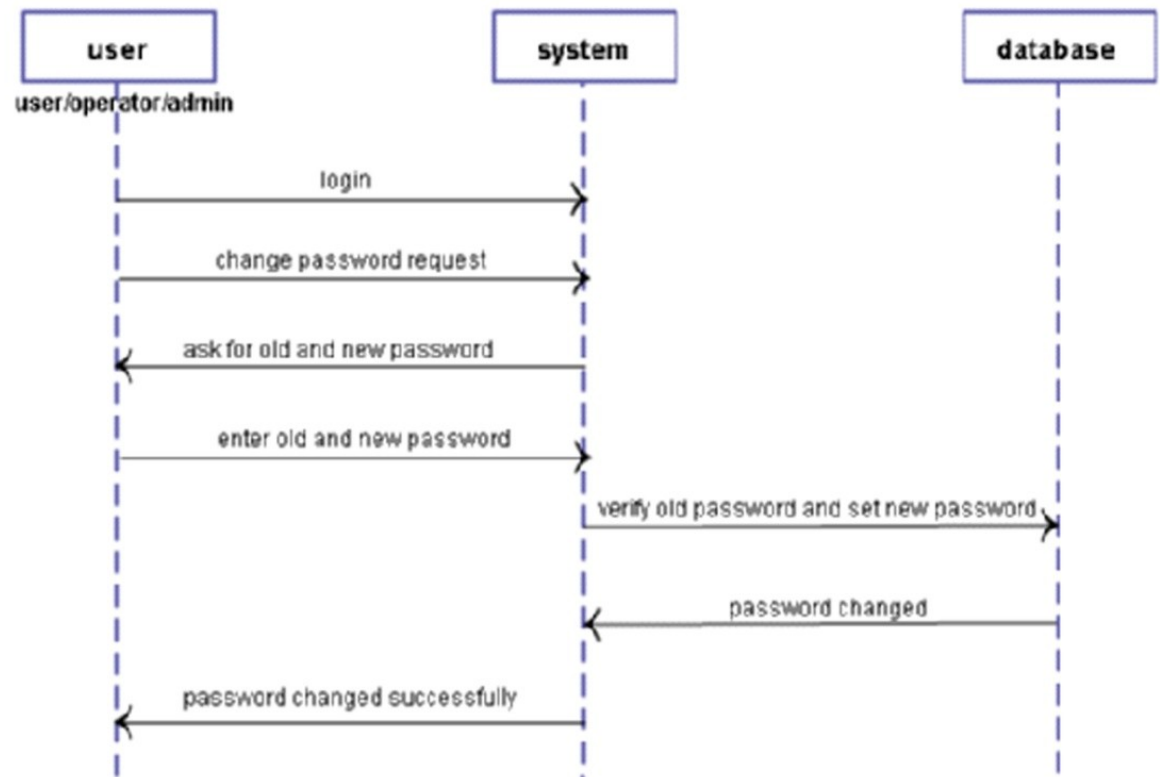 user
system
database
user/operator/admin
login
change password request
ask for old and new password
enter old and new password
verify old password and set new password
password changed
password changed successfully